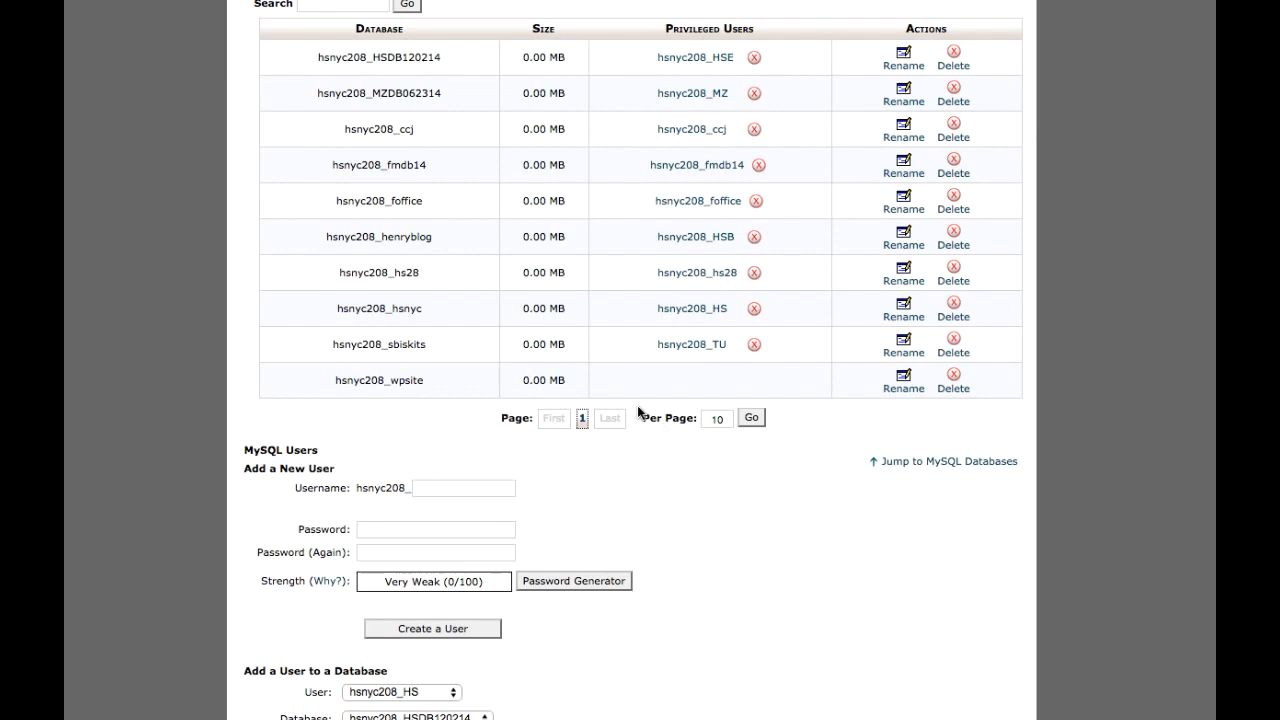 Search Go
Database Size Privileged Users Actions
hsnyc208_HSDB120214 0.00 MB hsnyc208_HSE Rename Delete
hsnyc208_MZDB062314 0.00 MB hsnyc208_MZ Rename Delete
hsnyc208_ccj 0.00 MB hsnyc208_ccj Rename Delete
hsnyc208_fmdb14 0.00 MB hsnyc208_fmdb14 Rename Delete
hsnyc208_foffice 0.00 MB hsnyc208_foffice Rename Delete
hsnyc208_henryblog 0.00 MB hsnyc208_HSB Rename Delete
hsnyc208_hs28 0.00 MB hsnyc208_hs28 Rename Delete
hsnyc208_hsnyc 0.00 MB hsnyc208_HS Rename Delete
hsnyc208_sbiskits 0.00 MB hsnyc208_TU Rename Delete
hsnyc208_wpsite 0.00 MB Rename Delete
Page: First 1 Last Per Page: 10 Go
MySQL Users
↑ Jump to MySQL Databases
Add a New User
Username: hsnyc208_
Password:
Password (Again):
Strength (Why?): Very Weak (0/100) Password Generator
Create a User
Add a User to a Database
User: hsnyc208_HS
Database: hsnyc208_HSDB120214